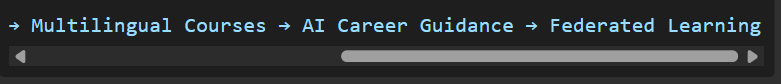 → Multilingual Courses → AI Career Guidance → Federated Learning